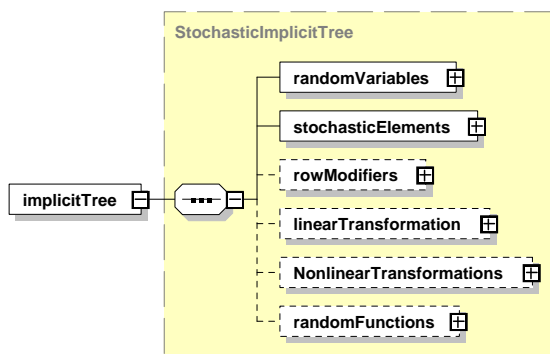 StochasticImplicitTree
randomVariables
stochasticElements
rowModifiers
implicitTree
linearTransformation
NonlinearTransformations
randomFunctions